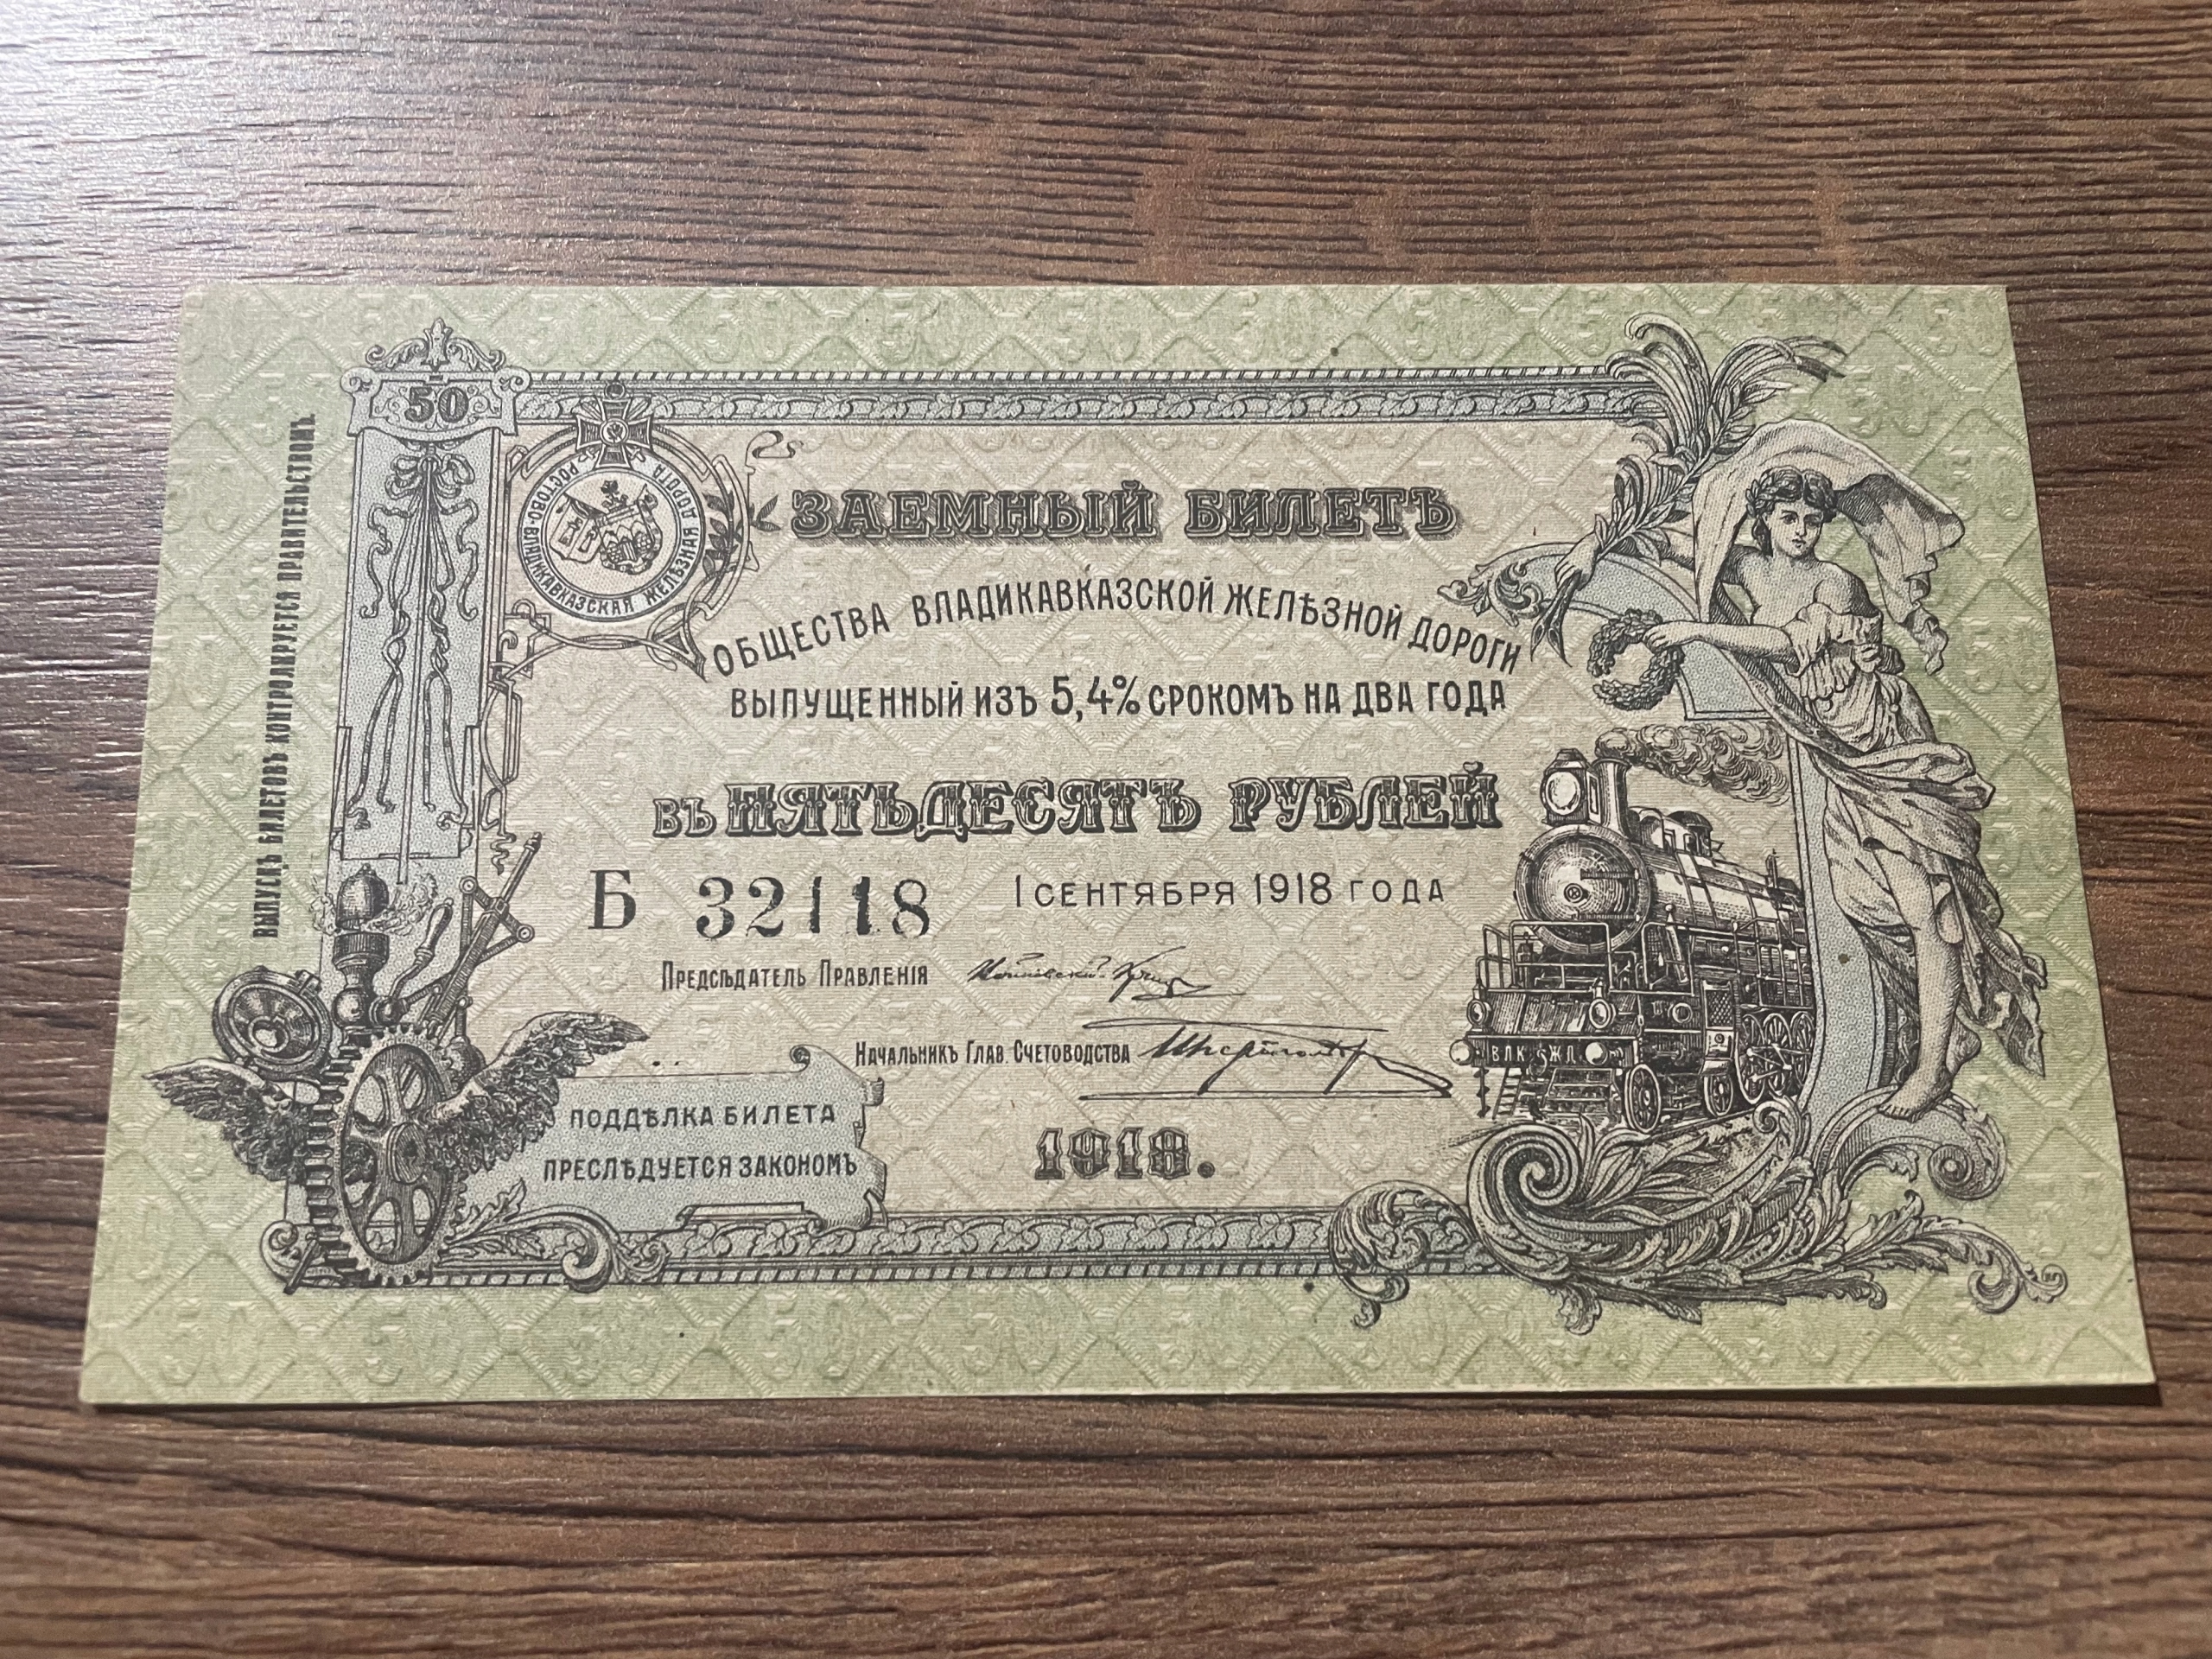 ВЫПУСКЪ БИЛЕТОВЪ КОНТРОЛИРУЕТСЯ ПРАВИТЕЛЬСТВОМЪ.
50
РОСТОВО-ВЛАДИКАВКАЗСКАЯ ЖЕЛѢЗНАЯ ДОРОГА
ЗАЕМНЫЙ БИЛЕТЪ
ОБЩЕСТВА ВЛАДИКАВКАЗСКОЙ ЖЕЛѢЗНОЙ ДОРОГИ
ВЫПУЩЕННЫЙ ИЗЪ 5,4% СРОКОМЪ НА ДВА ГОДА
ВЪ ПЯТЬДЕСЯТЪ РУБЛЕЙ
Б 32118
1 СЕНТЯБРЯ 1918 ГОДА
ПРЕДСѢДАТЕЛЬ ПРАВЛЕНІЯ
НАЧАЛЬНИКЪ ГЛАВ. СЧЕТОВОДСТВА
ВЛК ЖД
ПОДДѢЛКА БИЛЕТА
ПРЕСЛѢДУЕТСЯ ЗАКОНОМЪ
1918.